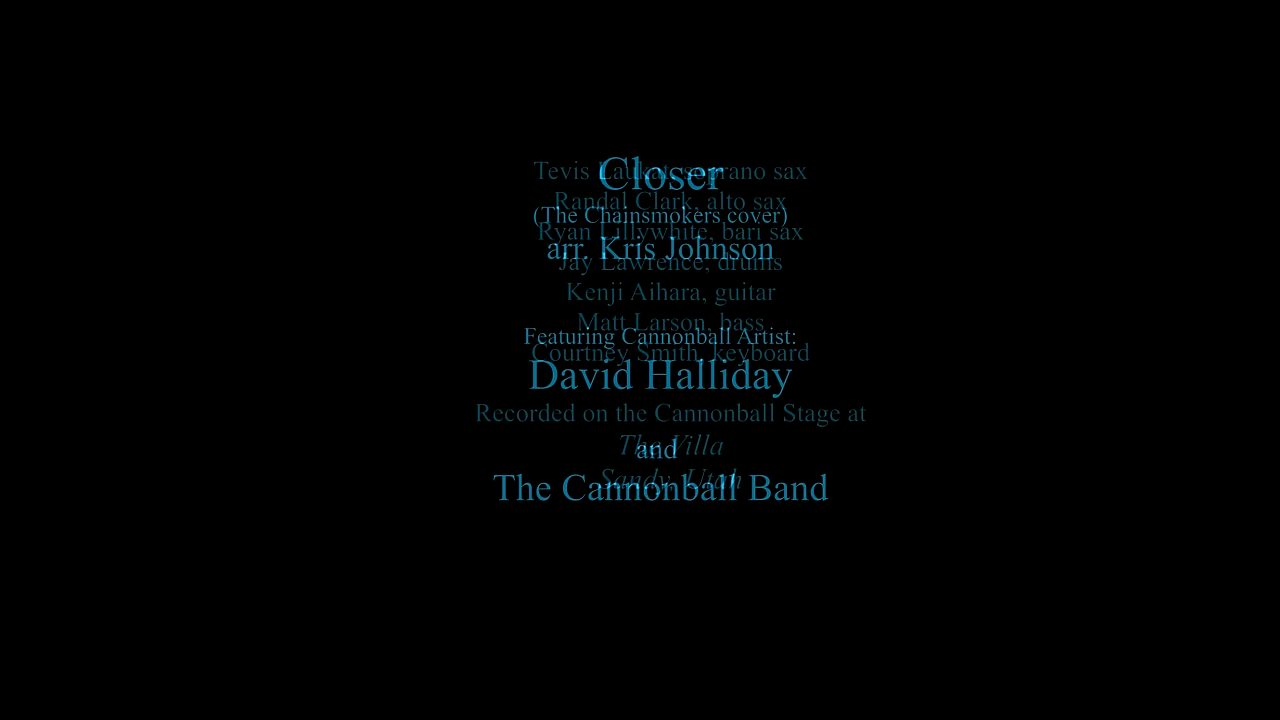 Closer
(The Chainsmokers cover)
arr. Kris Johnson
Featuring Cannonball Artist:
David Halliday
and
The Cannonball Band
Tevis Laukat, soprano sax
Randal Clark, alto sax
Ryan Lillywhite, bari sax
Jay Lawrence, drums
Kenji Aihara, guitar
Matt Larson, bass
Courtney Smith, keyboard
Recorded on the Cannonball Stage at
The Villa
Sandy, Utah